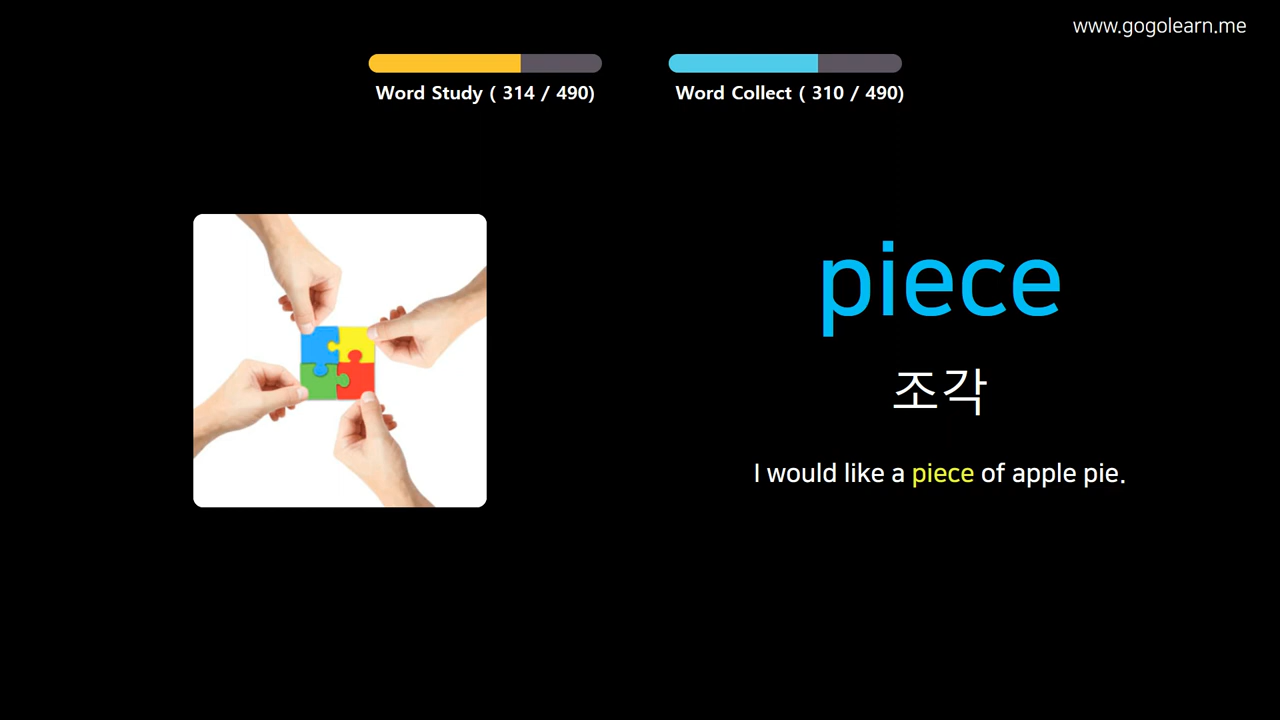 www.gogolearn.me
Word Study ( 314 / 490)
Word Collect ( 310 / 490)
piece
조각
I would like a piece of apple pie.